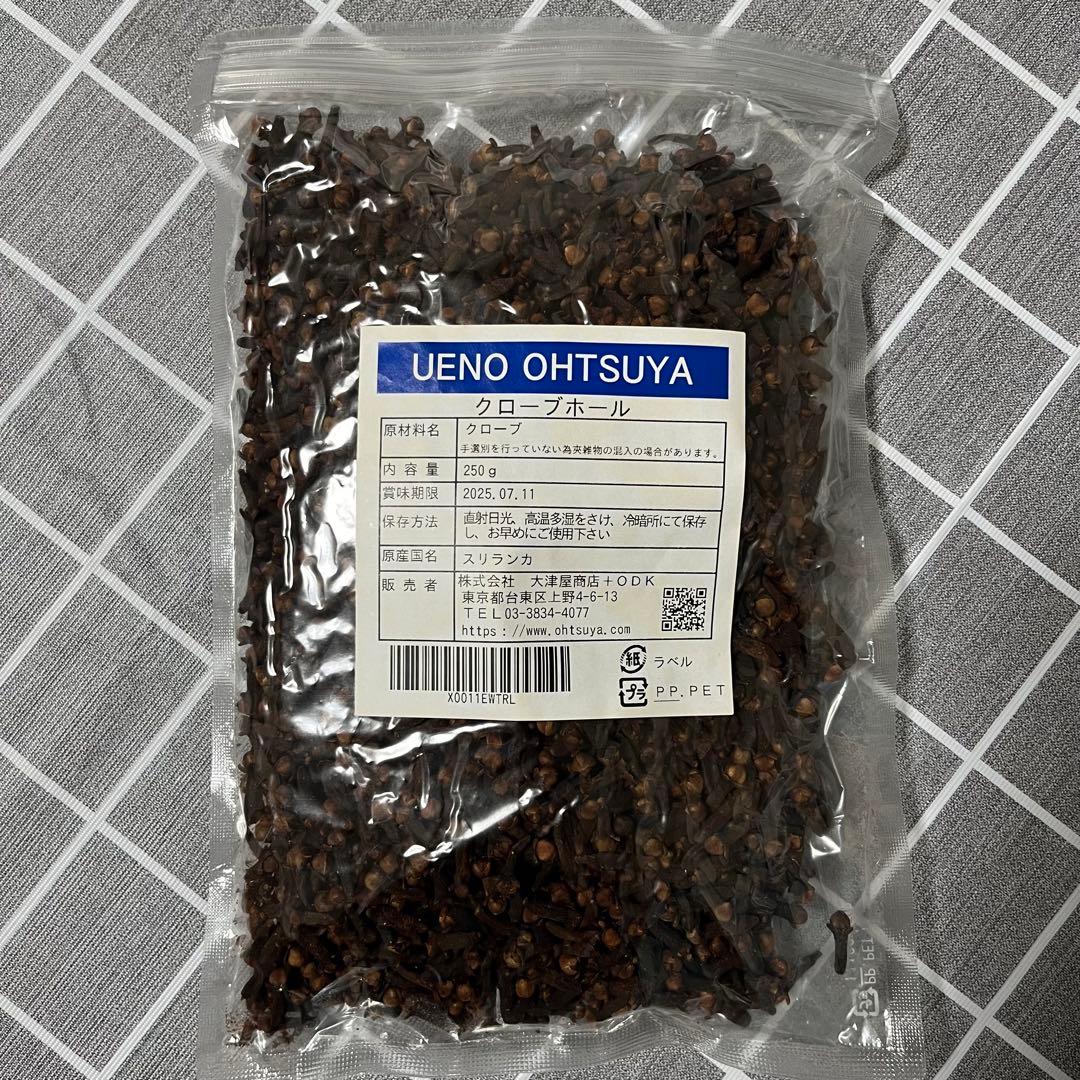 UENO OHTSUYA
クローブホール
原材料名 クローブ
手選別を行っていない為夾雑物の混入の場合があります。
内容量 250g
賞味期限 2025.07.11
保存方法 直射日光、高温多湿をさけ、冷暗所にて保存
し、お早めにご使用下さい
原産国名 スリランカ
販売者 株式会社 大津屋商店+ODK
東京都台東区上野4-6-13
TEL03-3834-4077
https://www.ohtsuya.com
紙 ラベル
X0011EWTRL
プラ PP.PET
PP.PET
プラ